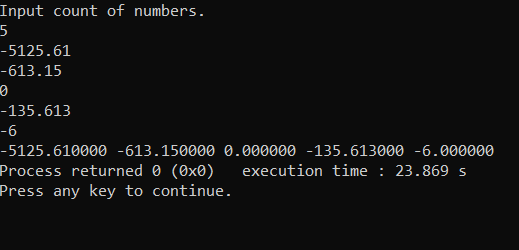 Input count of numbers.
5
-5125.61
-613.15
0
-135.613
-6
-5125.610000 -613.150000 0.000000 -135.613000 -6.000000
Process returned 0 (0x0)   execution time : 23.869 s
Press any key to continue.